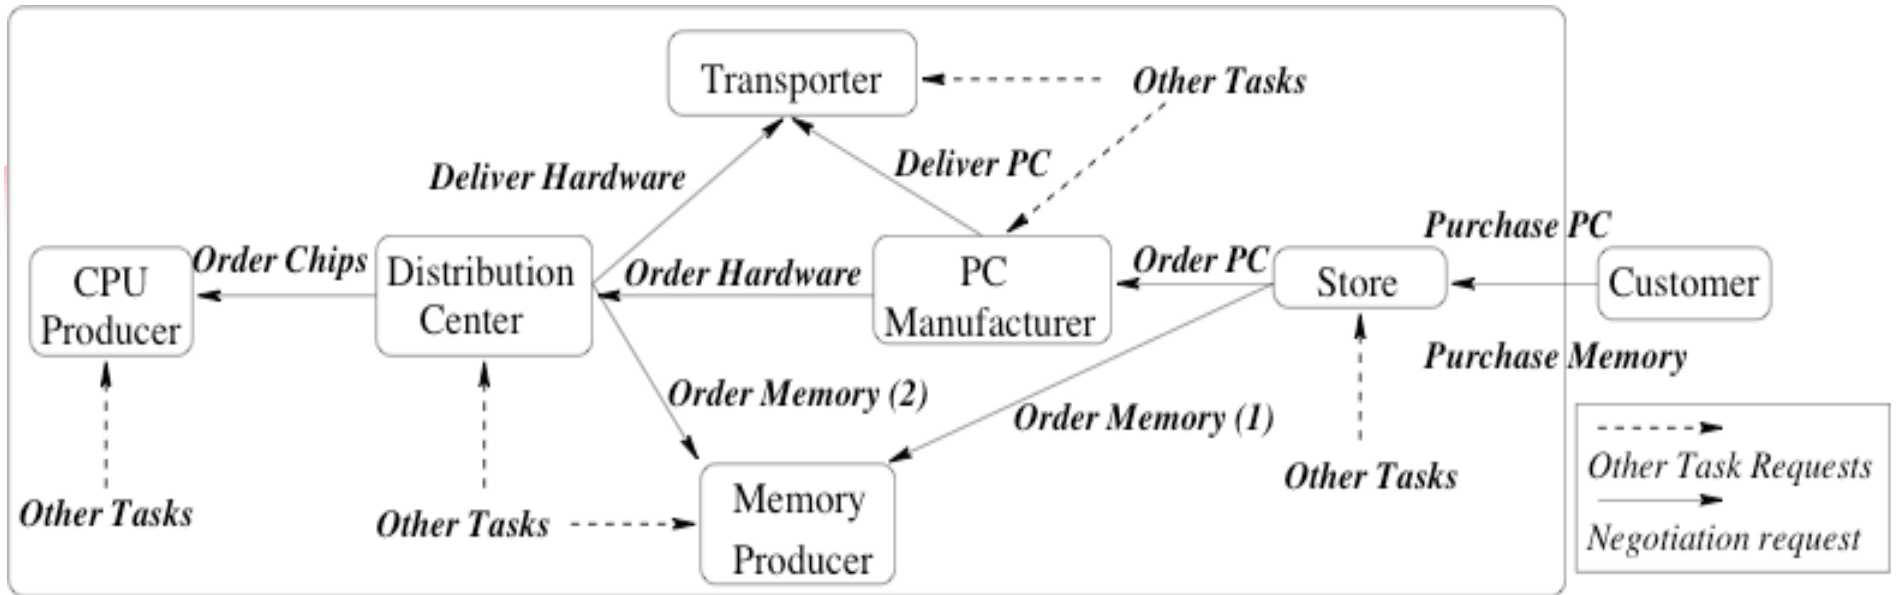 Transporter
Other Tasks
Deliver Hardware
Deliver PC
Purchase PC
CPU
Producer
Order Chips
Distribution
Center
Order Hardware
PC
Manufacturer
Order PC
Store
Customer
Purchase Memory
Order Memory (2)
Order Memory (1)
Other Tasks
Other Tasks
Other Tasks
Memory
Producer
Other Task Requests
Negotiation request